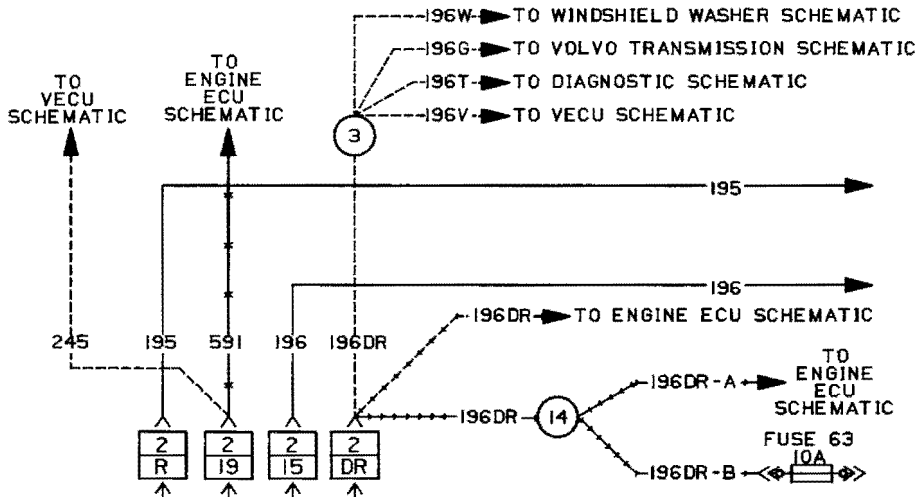 196W TO WINDSHIELD WASHER SCHEMATIC
196G TO VOLVO TRANSMISSION SCHEMATIC
196T TO DIAGNOSTIC SCHEMATIC
196V TO VECU SCHEMATIC
TO
VECU
SCHEMATIC
TO
ENGINE
ECU
SCHEMATIC
3
195
196
196DR TO ENGINE ECU SCHEMATIC
245 195 591 196 196DR
TO
ENGINE
ECU
SCHEMATIC
196DR-A
196DR 14
FUSE 63
10A
196DR-B
2 2 2 2
R 19 15 DR